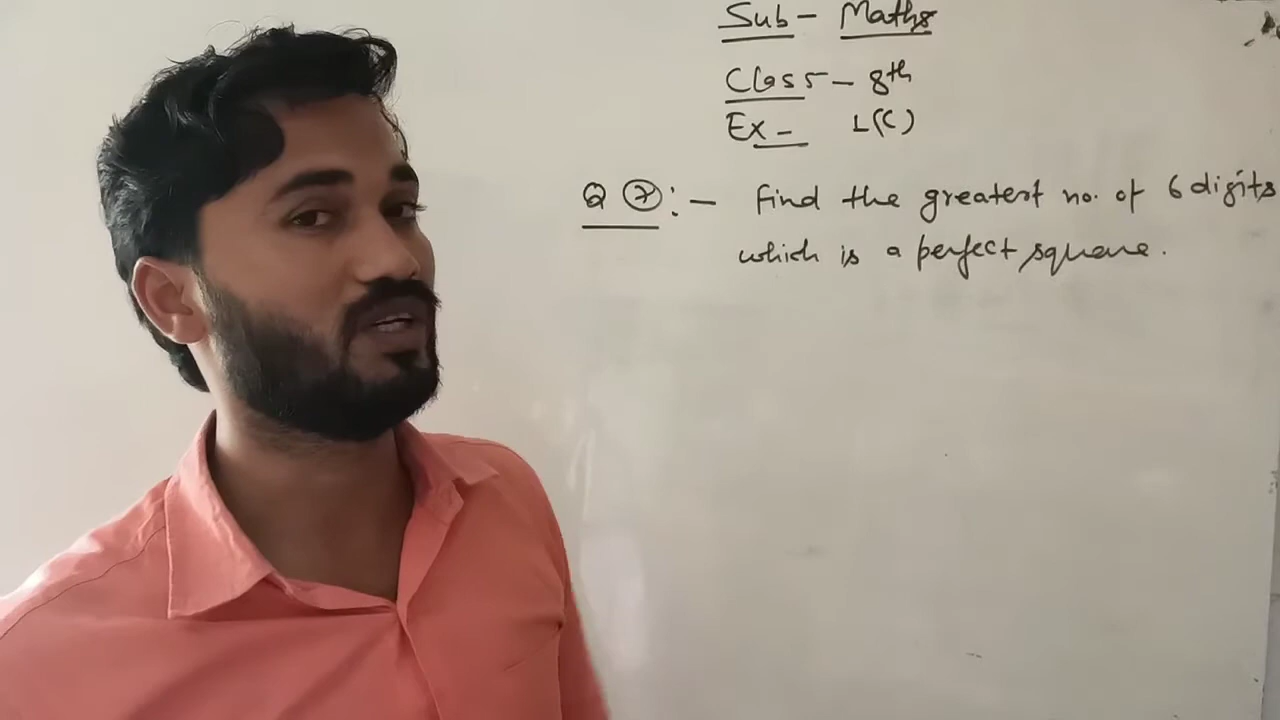 Sub - Maths
Class - 8th
Ex - L(C)
Q 7 :- Find the greatest no. of 6 digits
which is a perfect square.